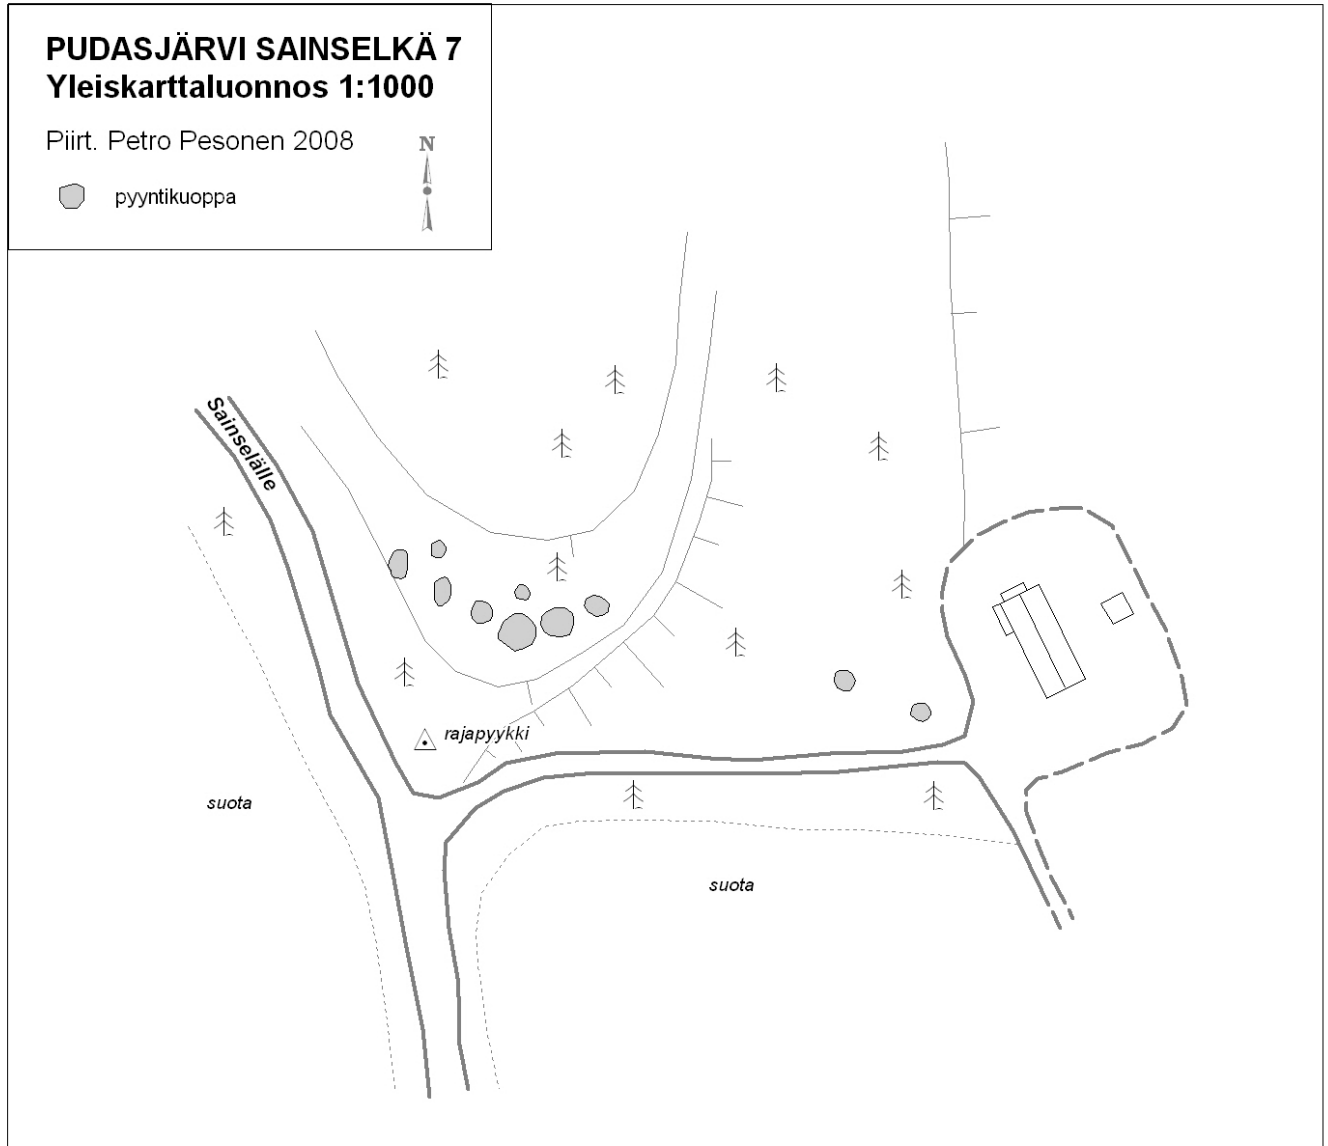 PUDASJÄRVI SAINSELKÄ 7
Yleiskarttaluonnos 1:1000
Piirt. Petro Pesonen 2008
N
pyyntikuoppa
Sainselälle
rajapyykki
suota
suota